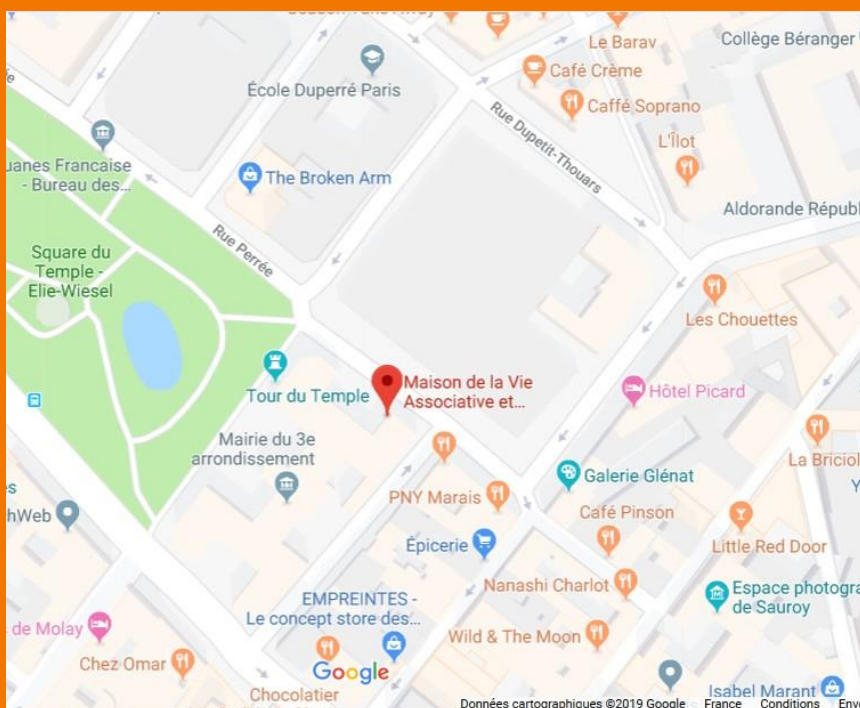 Le Barav
Collège Béranger
École Duperré Paris
Café Crème
Caffé Soprano
Rue Dupetit-Thouars
L'Îlot
uanes Francaise
- Bureau des...
The Broken Arm
Aldorande Républ
Rue Perrée
Square du
Temple -
Elie-Wiesel
Les Chouettes
Tour du Temple
Maison de la Vie
Associative et...
Hôtel Picard
Mairie du 3e
arrondissement
La Briciol
Galerie Glénat
PNY Marais
hWeb
Café Pinson
Épicerie
Little Red Door
Nanashi Charlot
Espace photogra
de Sauroy
EMPREINTES -
Le concept store des...
de Molay
Wild & The Moon
Chez Omar
Google
Chocolatier
Isabel Marant
Données cartographiques ©2019 Google France Conditions Env